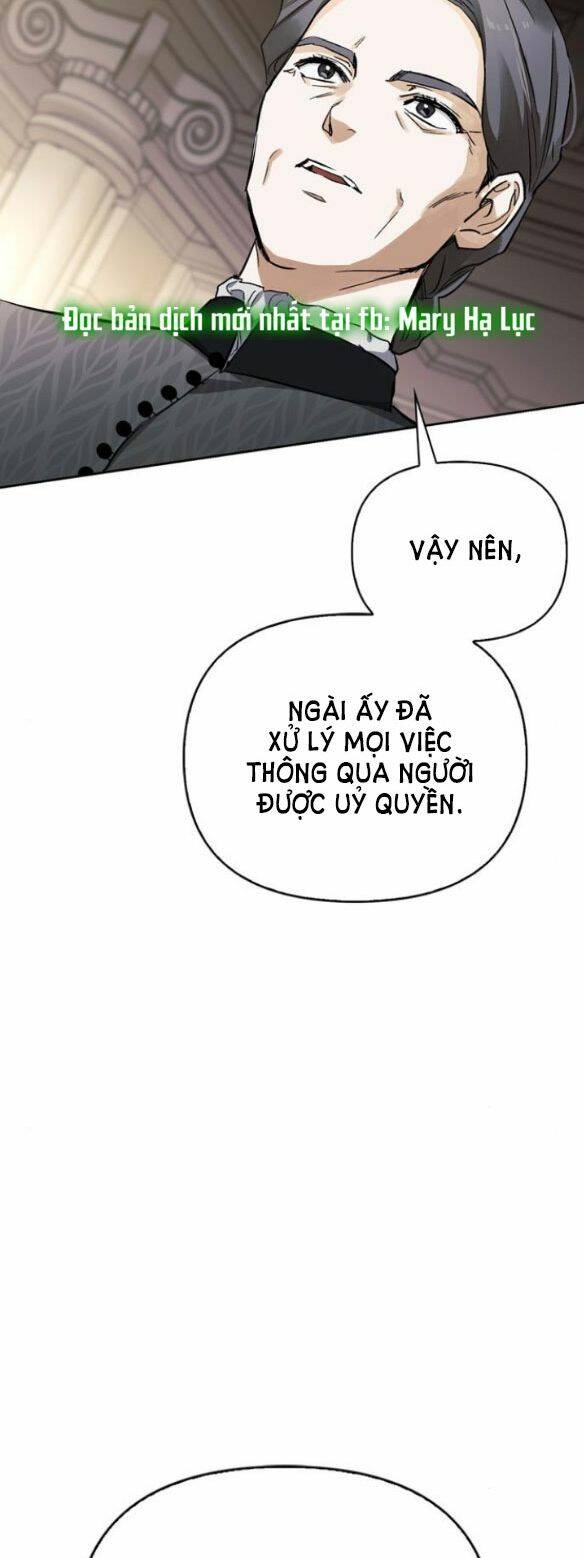 Đọc bản dịch mới nhất tại fb: Mary Hạ Lục
VẬY NÊN,
NGÀI ẤY ĐÃ
XỬ LÝ MỌI VIỆC
THÔNG QUA NGƯỜI
ĐƯỢC UỶ QUYỀN.